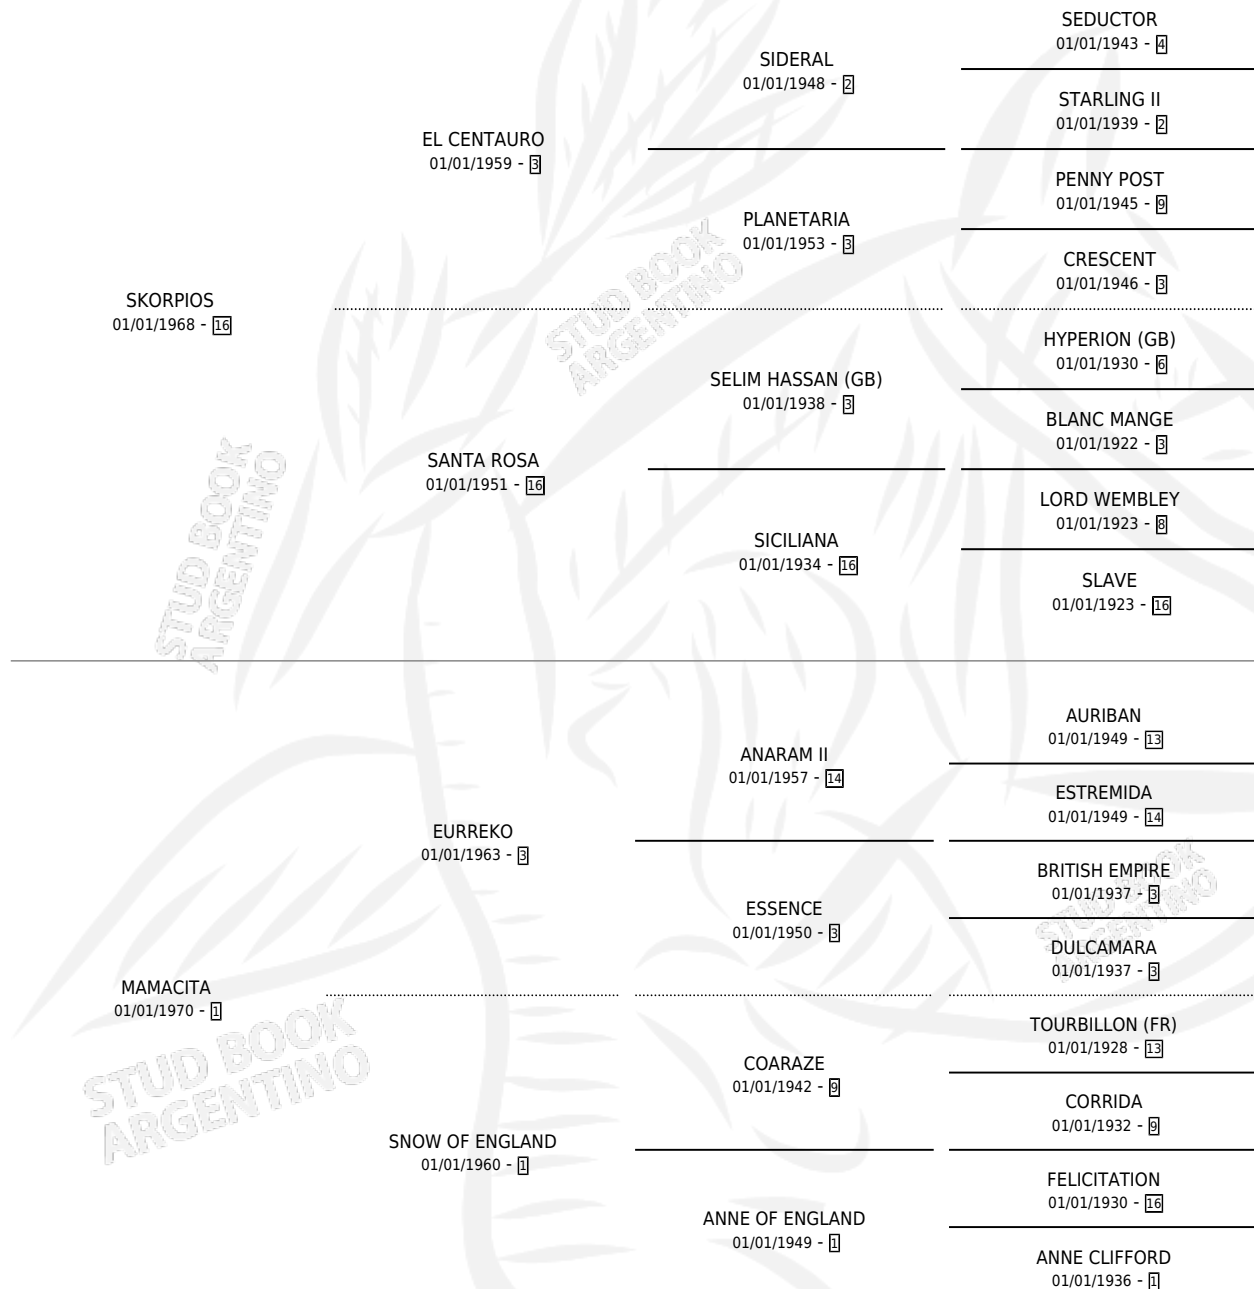 SEDUCTOR
01/01/1943 - 4
SIDERAL
01/01/1948 - 2
STARLING II
01/01/1939 - 2
EL CENTAURO
01/01/1959 - 3
PENNY POST
01/01/1945 - 9
PLANETARIA
01/01/1953 - 3
CRESCENT
01/01/1946 - 3
SKORPIOS
01/01/1968 - 16
HYPERION (GB)
01/01/1930 - 6
SELIM HASSAN (GB)
01/01/1938 - 3
BLANC MANGE
01/01/1922 - 3
SANTA ROSA
01/01/1951 - 16
LORD WEMBLEY
01/01/1923 - 8
SICILIANA
01/01/1934 - 16
SLAVE
01/01/1923 - 16
STUD BOOK
ARGENTINO
STUD BOOK
ARGENTINO
AURIBAN
01/01/1949 - 13
ANARAM II
01/01/1957 - 14
ESTREMIDA
01/01/1949 - 14
EURREKO
01/01/1963 - 3
BRITISH EMPIRE
01/01/1937 - 3
ESSENCE
01/01/1950 - 3
DULCAMARA
01/01/1937 - 3
STUD BOOK
ARGENTINO
MAMACITA
01/01/1970 - 1
TOURBILLON (FR)
01/01/1928 - 13
COARAZE
01/01/1942 - 9
CORRIDA
01/01/1932 - 9
SNOW OF ENGLAND
01/01/1960 - 1
FELICITATION
01/01/1930 - 16
ANNE OF ENGLAND
01/01/1949 - 1
ANNE CLIFFORD
01/01/1936 - 1
STUD BOOK
ARGENTINO